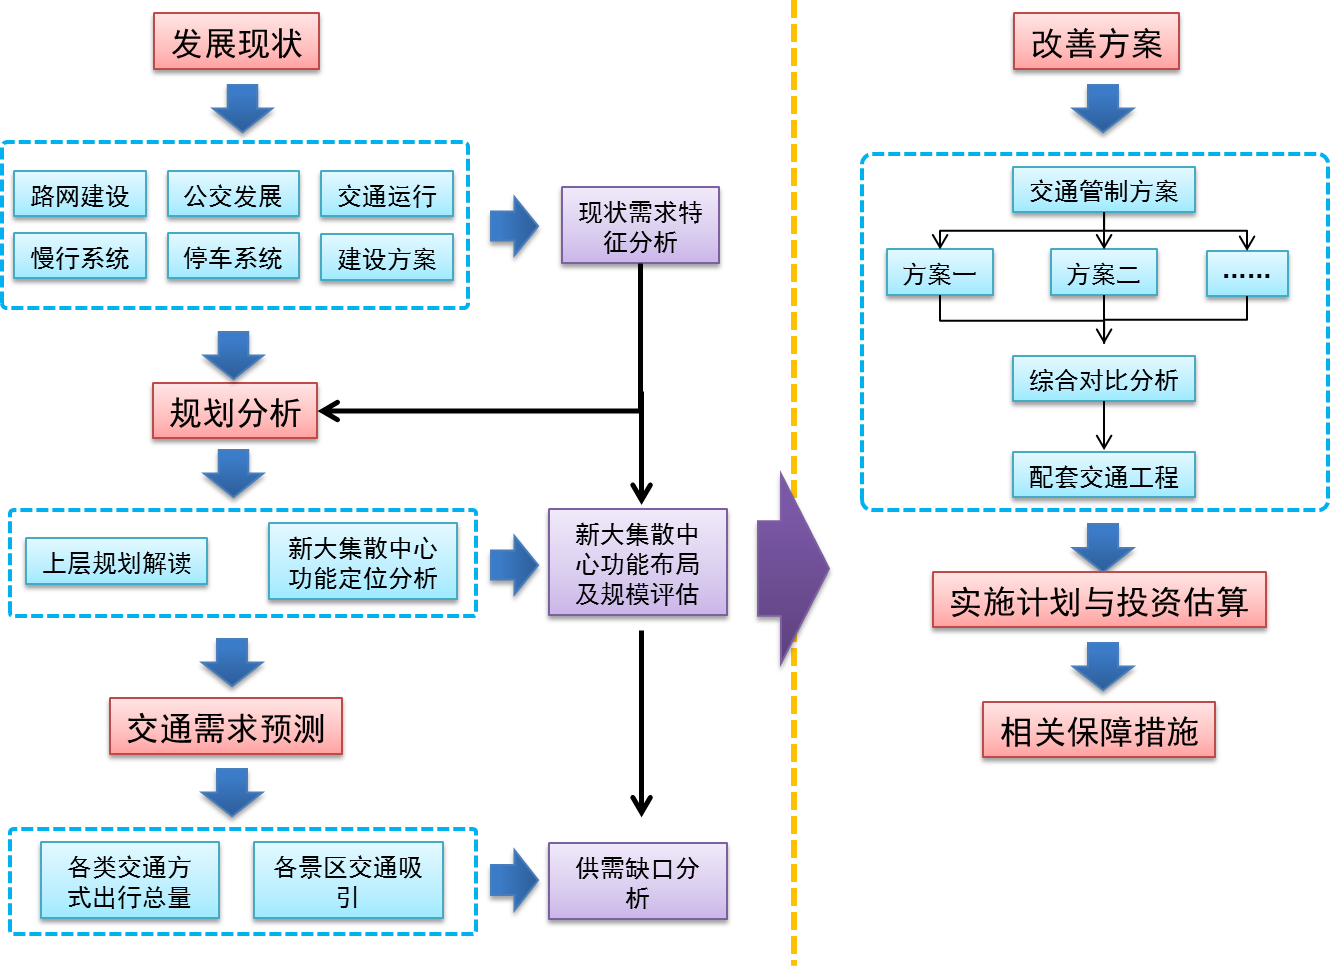 发展现状
路网建设
公交发展
交通运行
慢行系统
停车系统
建设方案
现状需求特
征分析
规划分析
上层规划解读
新大集散中心
功能定位分析
新大集散中
心功能布局
及规模评估
交通需求预测
各类交通方
式出行总量
各景区交通吸
引
供需缺口分
析
改善方案
交通管制方案
方案一
方案二
……
综合对比分析
配套交通工程
实施计划与投资估算
相关保障措施